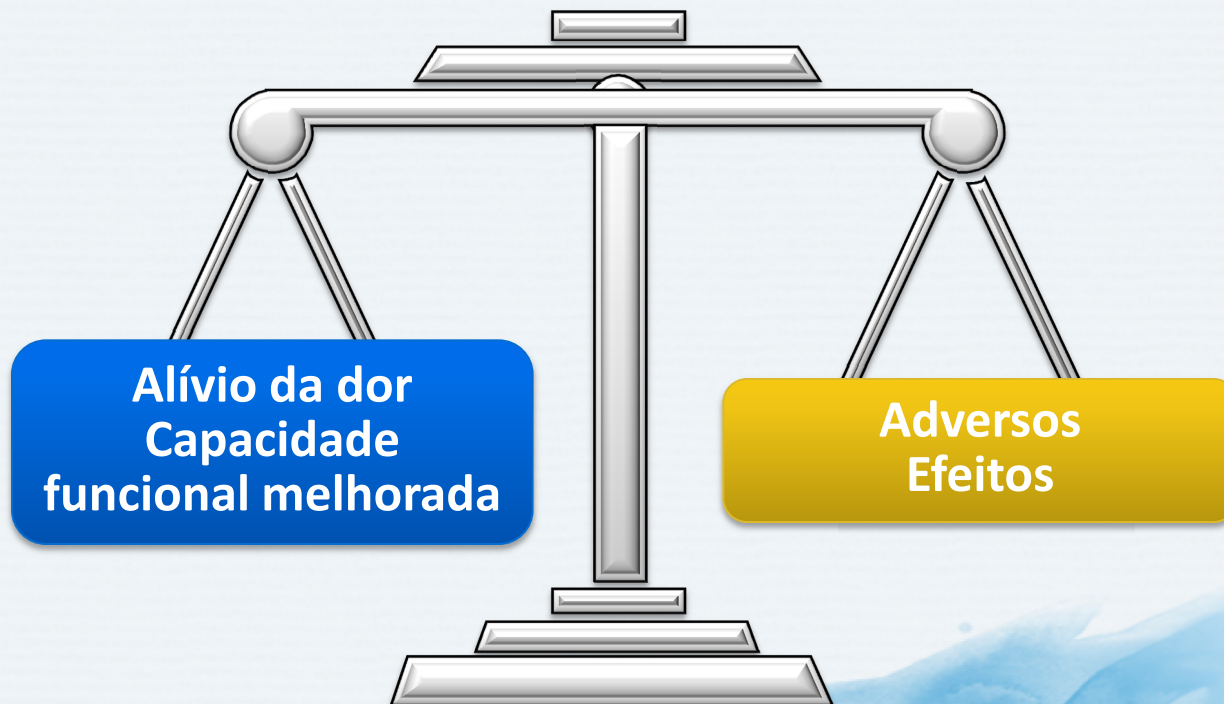 Alívio da dor
Capacidade
funcional melhorada
Adversos
Efeitos